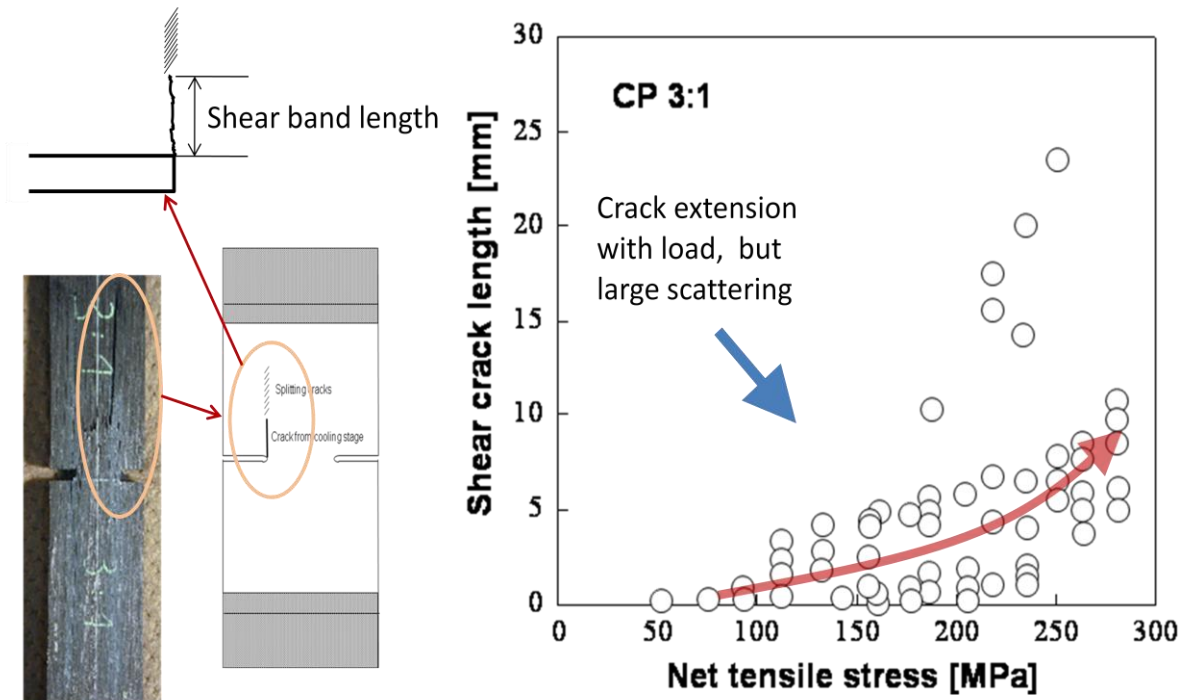 Shear band length
Splitting cracks
Crack from cooling stage
3:1
CP 3:1
Crack extension
with load, but
large scattering
Shear crack length [mm]
30
25
20
15
10
5
0
0 50 100 150 200 250 300
Net tensile stress [MPa]